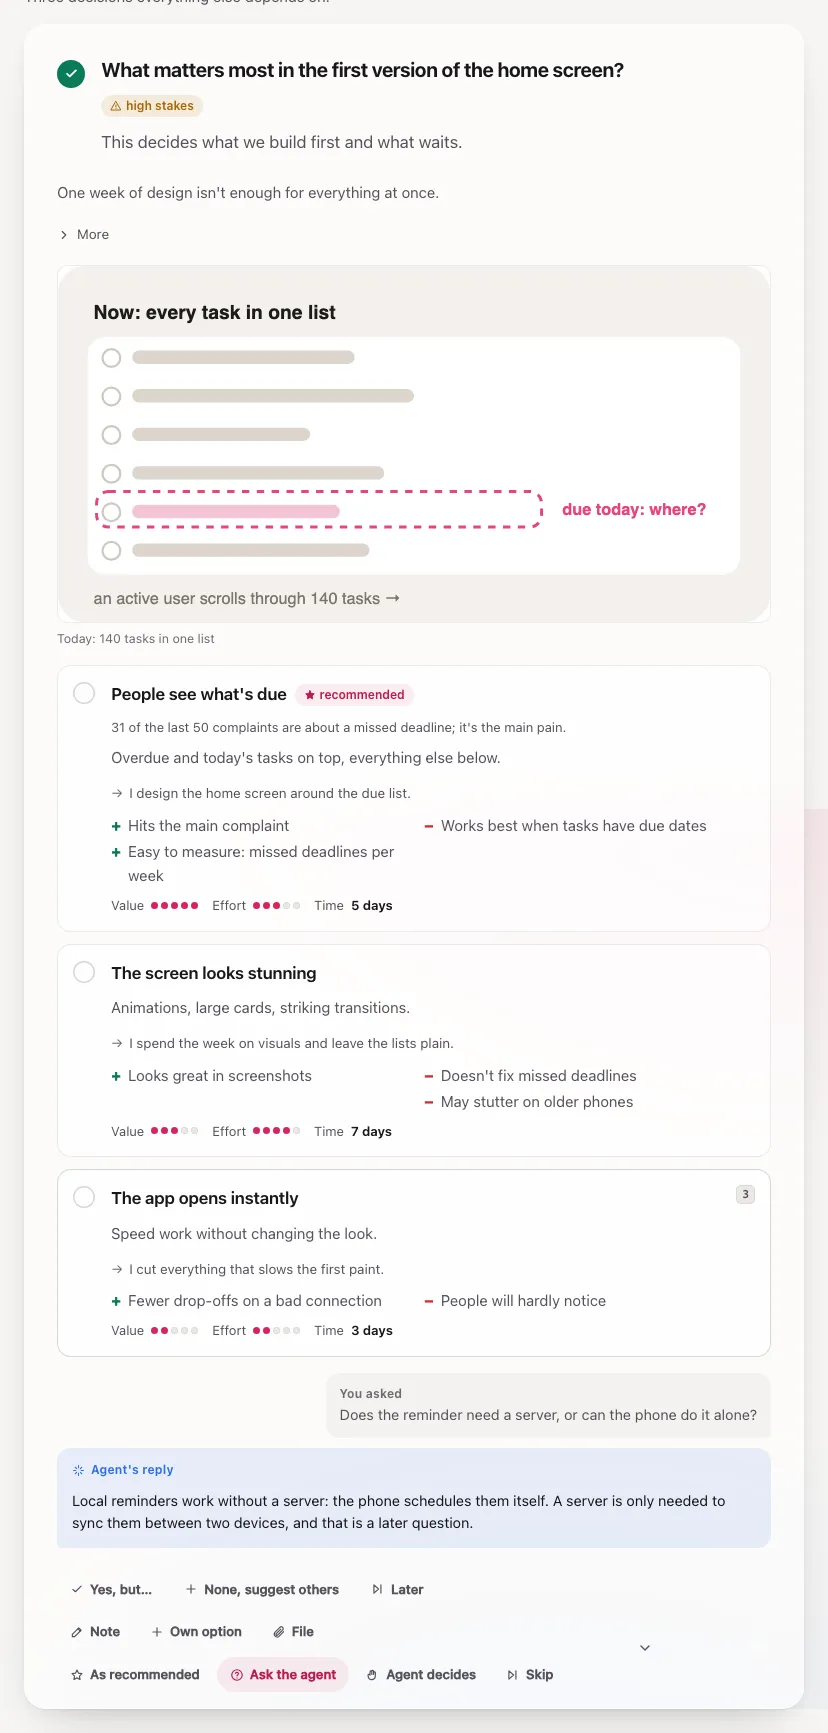 What matters most in the first version of the home screen?
high stakes
This decides what we build first and what waits.
One week of design isn't enough for everything at once.
More
Now: every task in one list
due today: where?
an active user scrolls through 140 tasks →
Today: 140 tasks in one list
People see what's due
recommended
31 of the last 50 complaints are about a missed deadline; it's the main pain.
Overdue and today's tasks on top, everything else below.
→ I design the home screen around the due list.
+ Hits the main complaint
− Works best when tasks have due dates
+ Easy to measure: missed deadlines per
week
Value Effort Time 5 days
The screen looks stunning
Animations, large cards, striking transitions.
→ I spend the week on visuals and leave the lists plain.
+ Looks great in screenshots
− Doesn't fix missed deadlines
− May stutter on older phones
Value Effort Time 7 days
The app opens instantly
3
Speed work without changing the look.
→ I cut everything that slows the first paint.
+ Fewer drop-offs on a bad connection
− People will hardly notice
Value Effort Time 3 days
You asked
Does the reminder need a server, or can the phone do it alone?
Agent's reply
Local reminders work without a server: the phone schedules them itself. A server is only needed to
sync them between two devices, and that is a later question.
Yes, but... + None, suggest others Later
Note + Own option File
As recommended Ask the agent Agent decides Skip